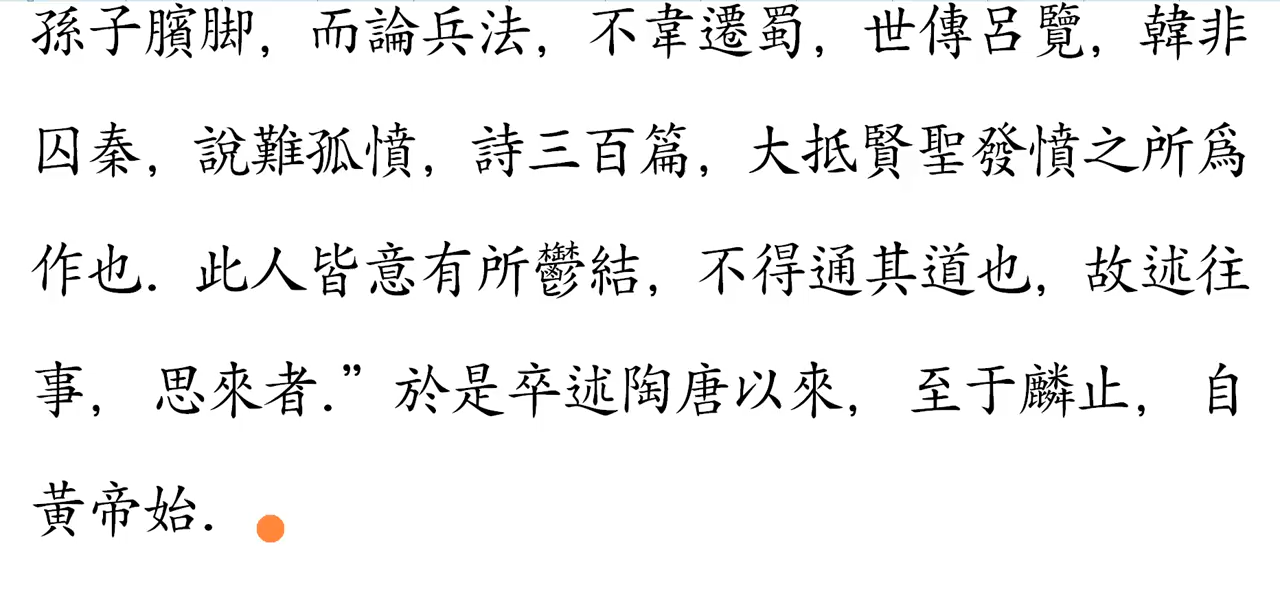 孫子臏脚, 而論兵法, 不韋遷蜀, 世傳呂覽, 韓非
囚秦, 說難孤憤, 詩三百篇, 大抵賢聖發憤之所爲
作也. 此人皆意有所鬱結, 不得通其道也, 故述往
事, 思來者.” 於是卒述陶唐以來, 至于麟止, 自
黃帝始.